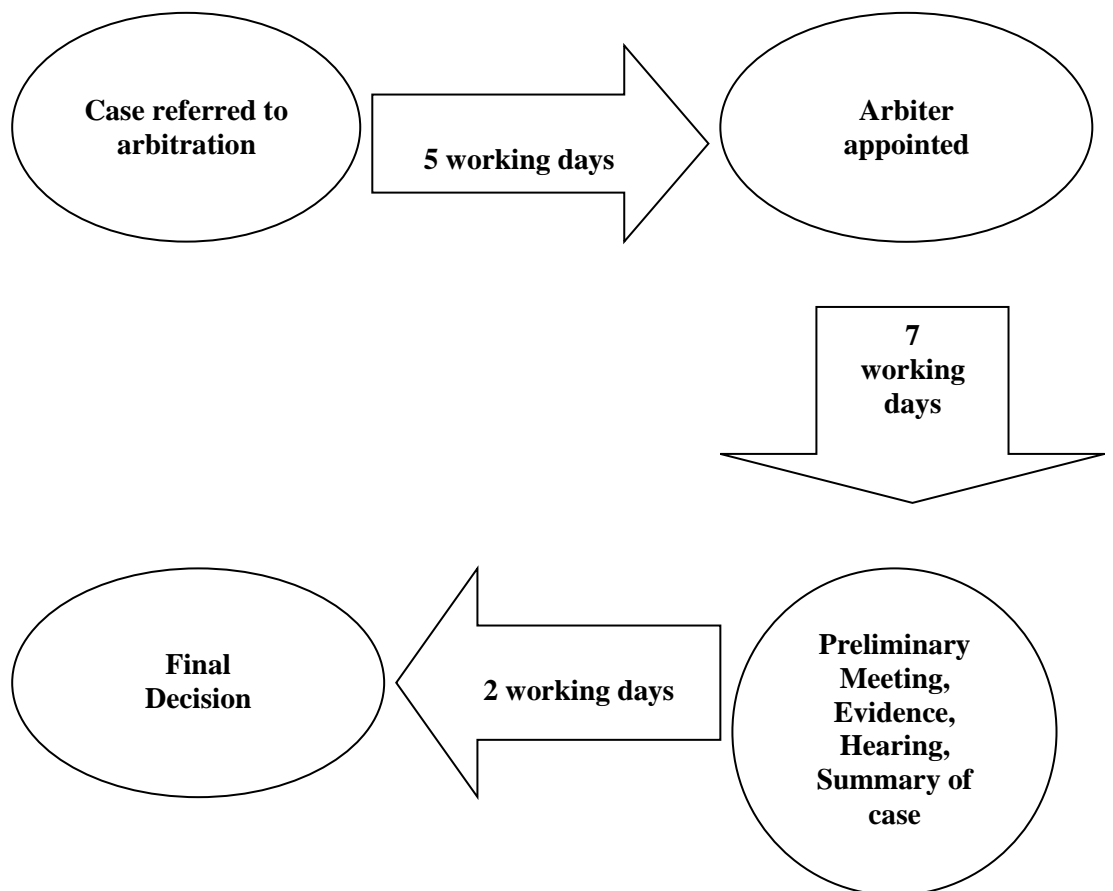 Case referred to
arbitration
5 working days
Arbiter
appointed
7
working
days
Preliminary
Meeting,
Evidence,
Hearing,
Summary of
case
2 working days
Final
Decision